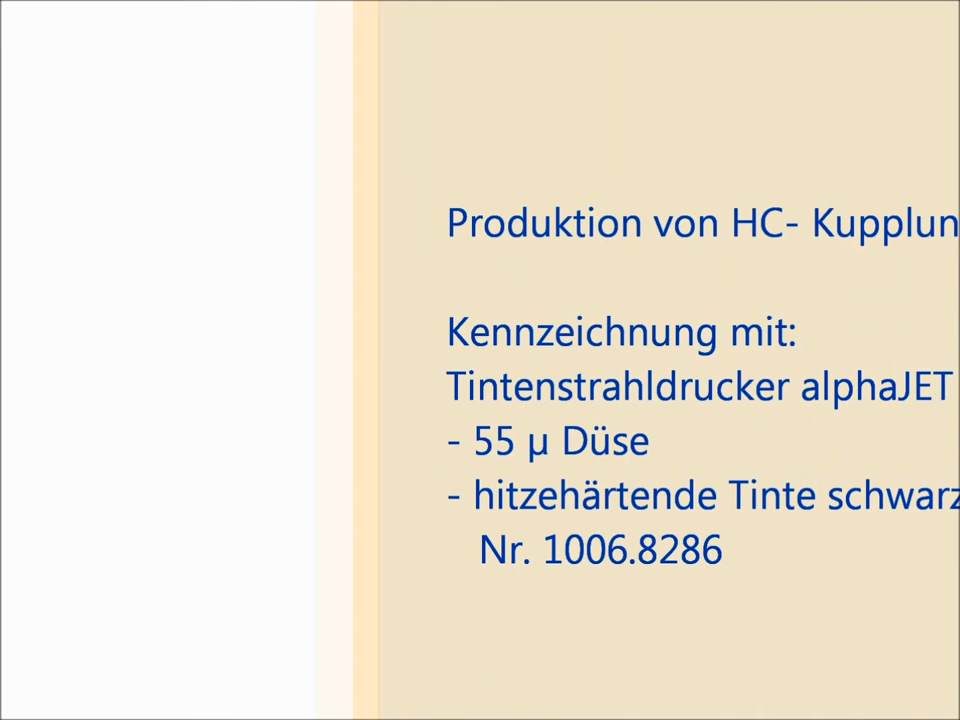 Produktion von HC- Kupplun
Kennzeichnung mit:
Tintenstrahldrucker alphaJET
- 55 µ Düse
- hitzehärtende Tinte schwarz
Nr. 1006.8286